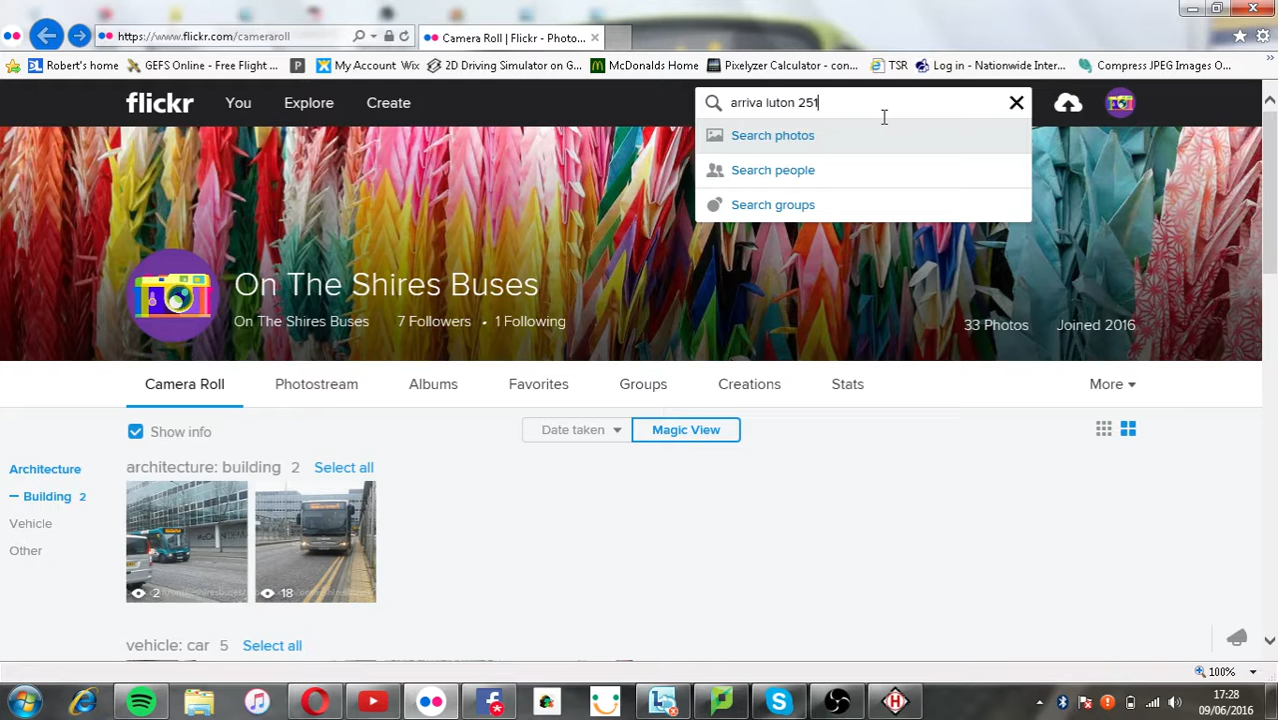 https://www.flickr.com/cameraroll
Camera Roll | Flickr - Photo...
Robert's home
GEFS Online - Free Flight ...
P
My Account Wix
2D Driving Simulator on G...
McDonalds Home
Pixelyzer Calculator - con...
TSR
Log in - Nationwide Inter...
Compress JPEG Images O...
flickr
You
Explore
Create
arriva luton 251
Search photos
Search people
Search groups
On The Shires Buses
On The Shires Buses
7 Followers • 1 Following
33 Photos
Joined 2016
Camera Roll
Photostream
Albums
Favorites
Groups
Creations
Stats
More
Show info
Date taken
Magic View
Architecture
Building 2
Vehicle
Other
architecture: building 2 Select all
2
18
vehicle: car 5 Select all
100%
17:28
09/06/2016